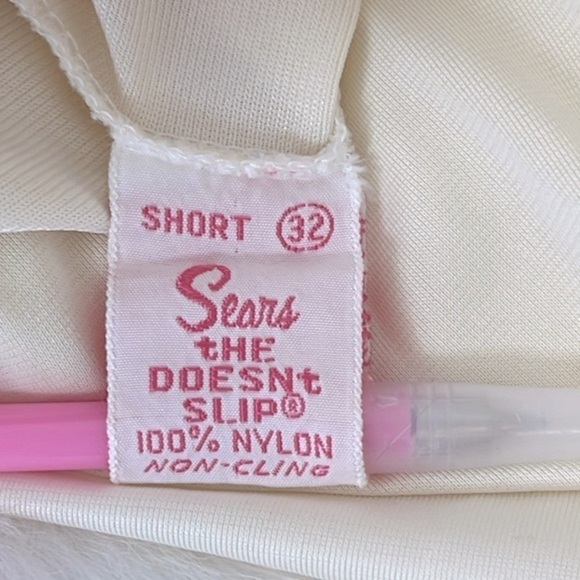 SHORT 32
Sears
tHE
DOESNt
SLIP®
100% NYLON
NON-CLING